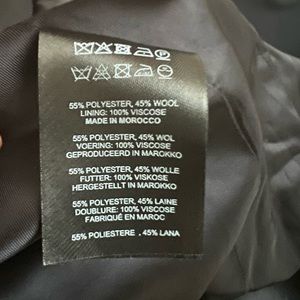 55% POLYESTER, 45% WOOL
LINING: 100% VISCOSE
MADE IN MOROCCO
55% POLYESTER, 45% WOL
VOERING: 100% VISCOSE
GEPRODUCEERD IN MAROKKO
55% POLYESTER, 45% WOLLE
FUTTER: 100% VISKOSE
HERGESTELLT IN MAROKKO
55% POLYESTER, 45% LAINE
DOUBLURE: 100% VISCOSE
FABRIQUÉ EN MAROC
55% POLIESTERE , 45% LANA